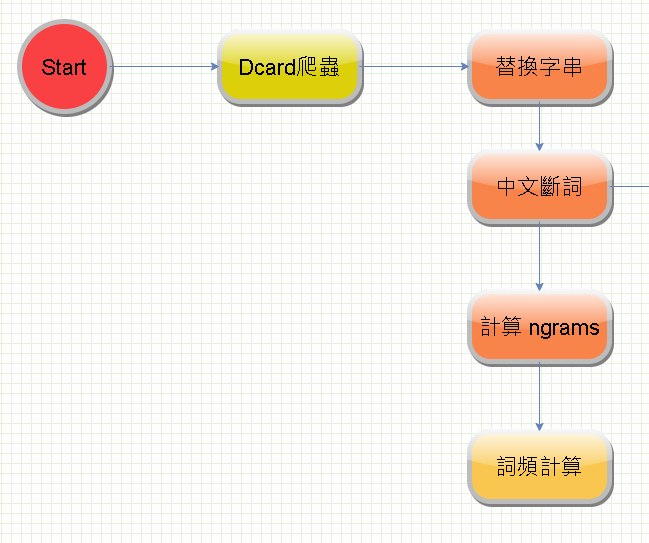 Start
Dcard爬蟲
替換字串
中文斷詞
計算 ngrams
詞頻計算